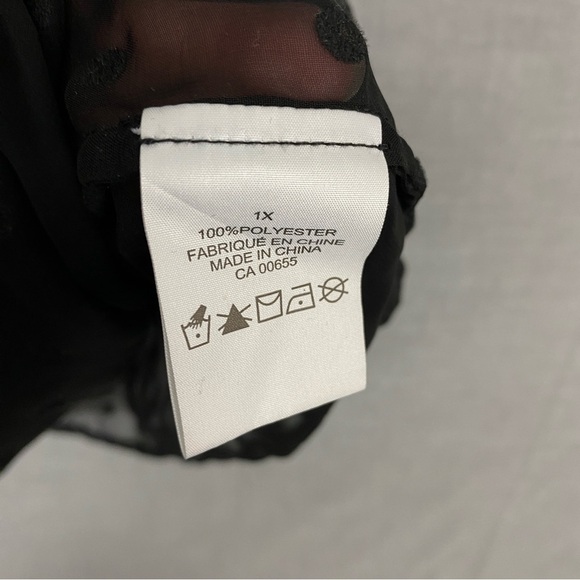 1X
100%POLYESTER
FABRIQUÉ EN CHINE
MADE IN CHINA
CA 00655